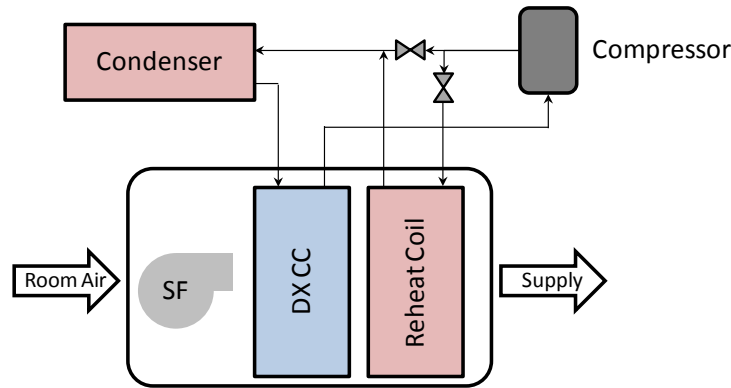 Condenser
Compressor
Room Air
SF
DX CC
Reheat Coil
Supply